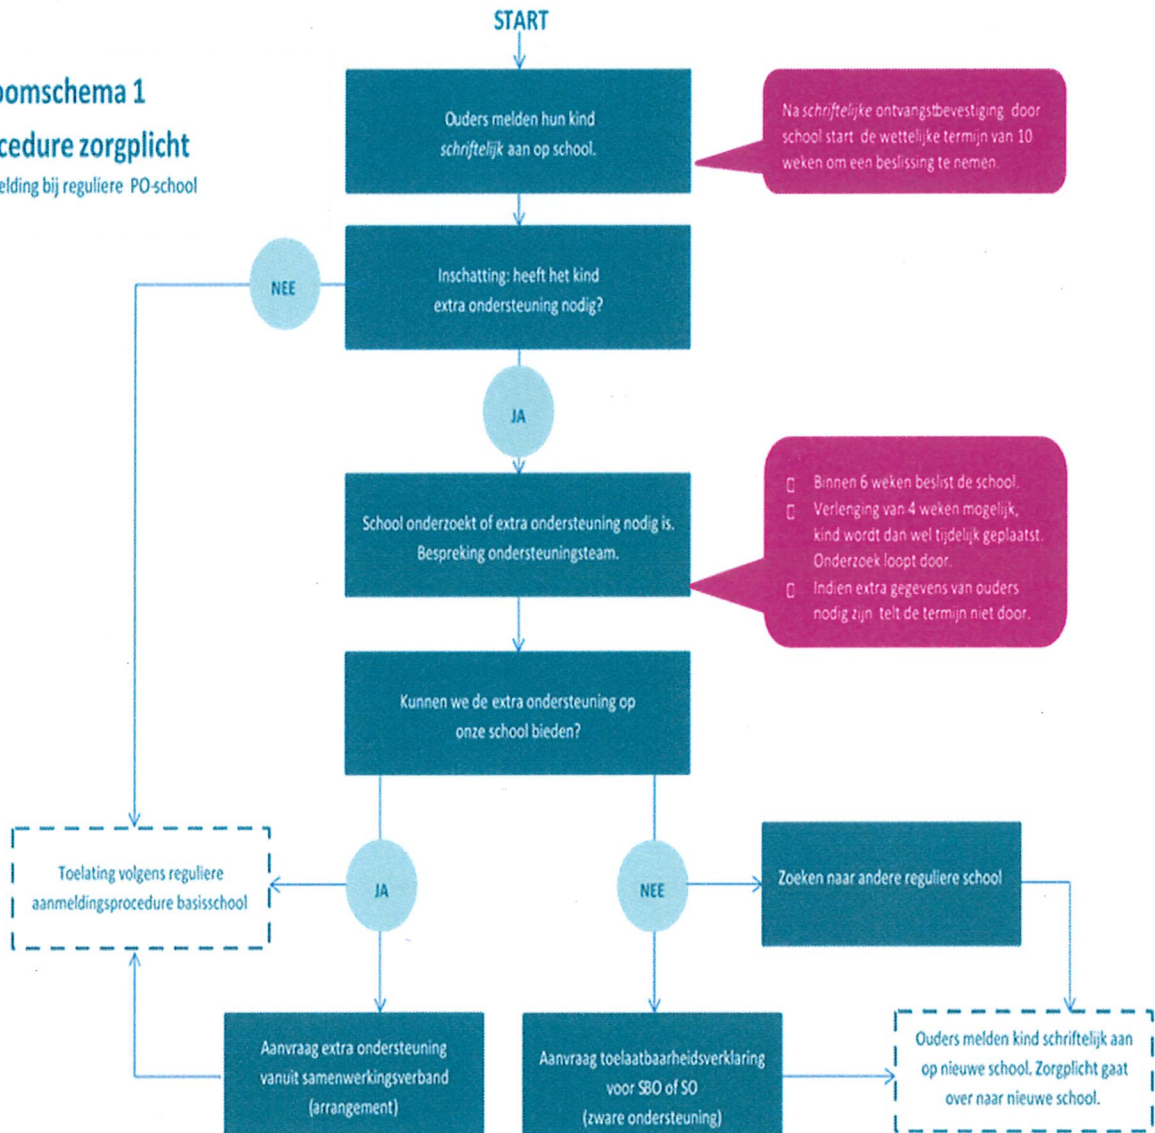 START
oomschema 1
cedure zorgplicht
elding bij reguliere PO-school
Ouders melden hun kind
schriftelijk aan op school.
Na schriftelijke ontvangstbevestiging door
school start de wettelijke termijn van 10
weken om een beslissing te nemen.
NEE
Inschatting: heeft het kind
extra ondersteuning nodig?
JA
School onderzoekt of extra ondersteuning nodig is.
Bespreking ondersteuningsteam.
Binnen 6 weken beslist de school.
Verlenging van 4 weken mogelijk,
kind wordt dan wel tijdelijk geplaatst.
Onderzoek loopt door.
Indien extra gegevens van ouders
nodig zijn telt de termijn niet door.
Kunnen we de extra ondersteuning op
onze school bieden?
Toelating volgens reguliere
aanmeldingsprocedure basisschool
JA
NEE
Zoeken naar andere reguliere school
Aanvraag extra ondersteuning
vanuit samenwerkingsverband
(arrangement)
Aanvraag toelaatbaarheidsverklaring
voor SBO of SO
(zware ondersteuning)
Ouders melden kind schriftelijk aan
op nieuwe school. Zorgplicht gaat
over naar nieuwe school.